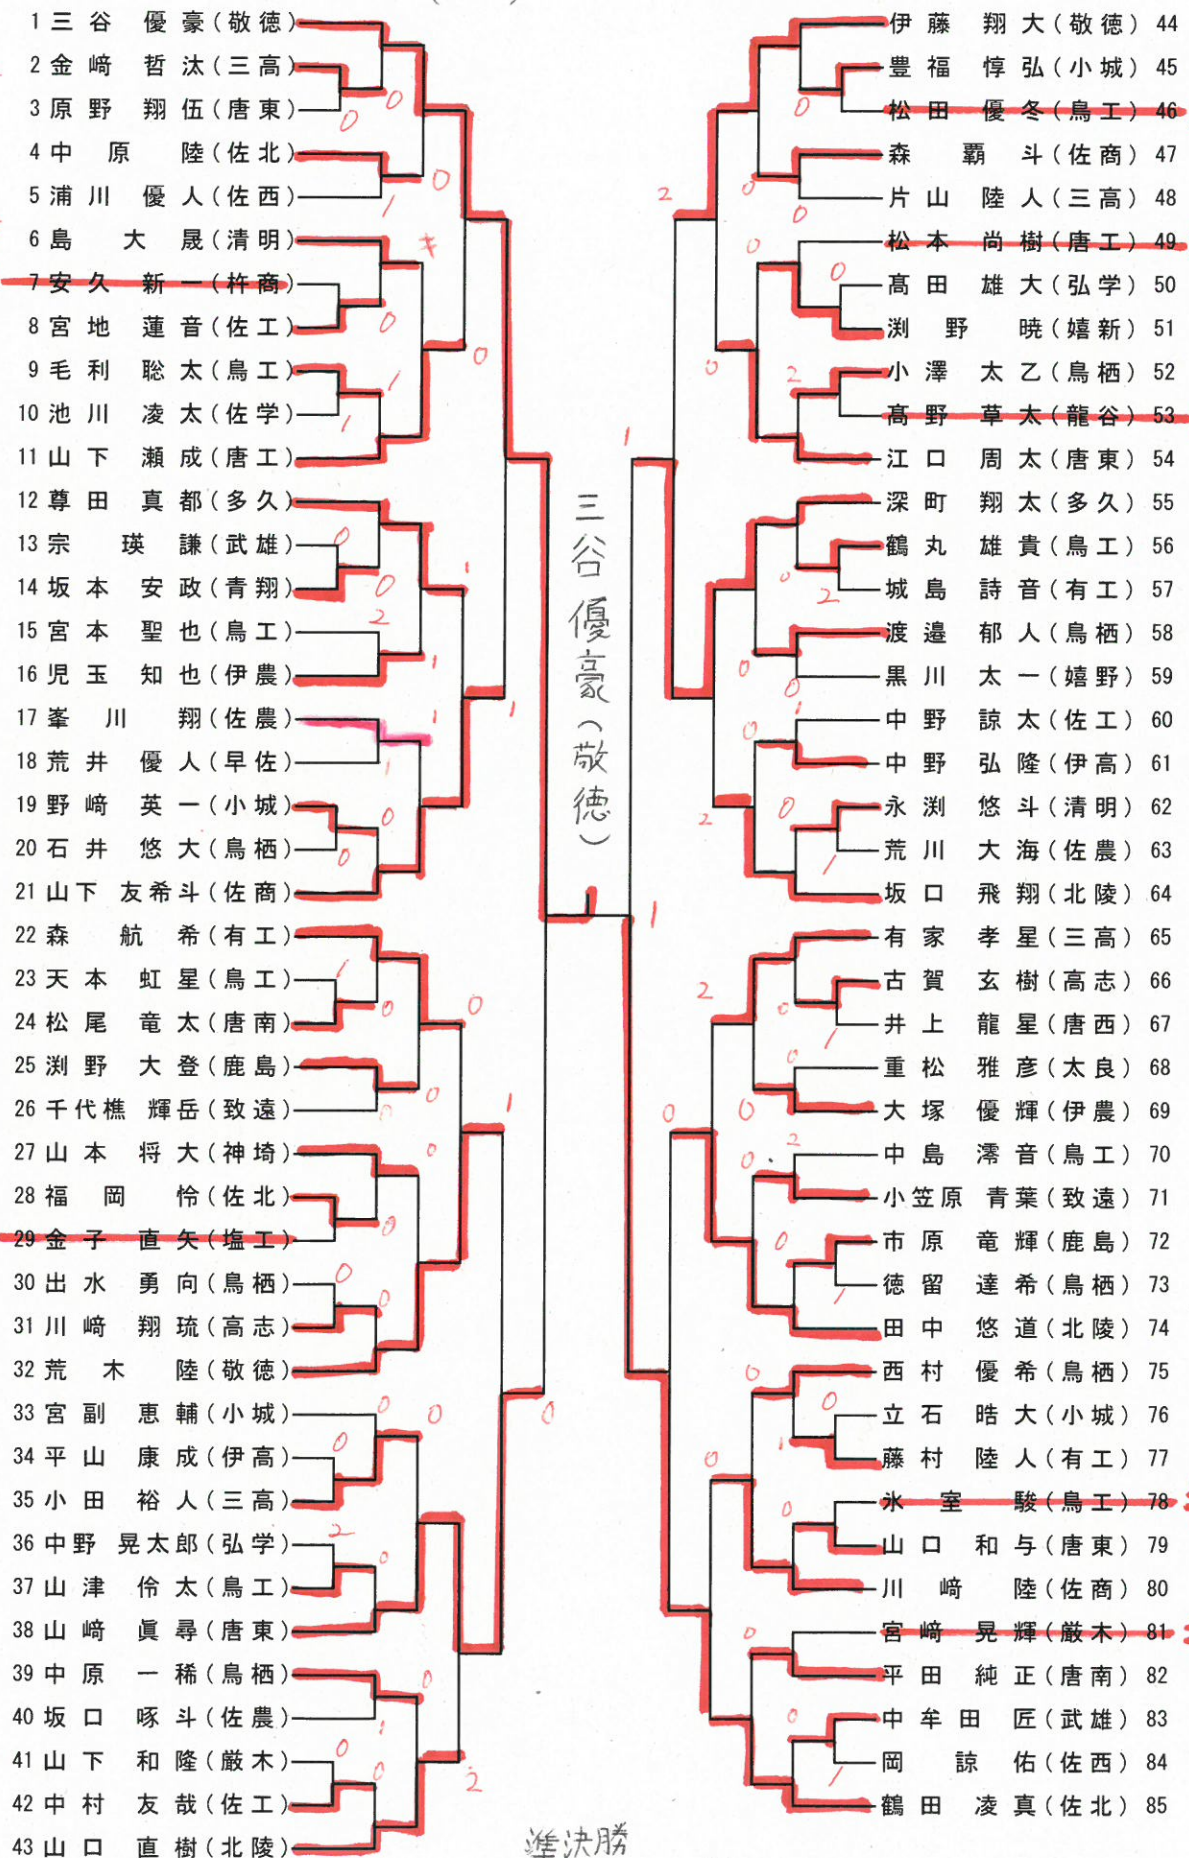 1 三谷 優豪(敬徳)
2 金﨑 哲汰(三高)
3 原野 翔伍(唐東)
4 中原 陸(佐北)
5 浦川 優人(佐西)
6 島 大晟(清明)
7 安久 新一(杵商)
8 宮地 蓮音(佐工)
9 毛利 聡太(鳥工)
10 池川 凌太(佐学)
11 山下 瀬成(唐工)
12 尊田 真都(多久)
13 宗 瑛謙(武雄)
14 坂本 安政(青翔)
15 宮本 聖也(鳥工)
16 児玉 知也(伊農)
17 峯川 翔(佐農)
18 荒井 優人(早佐)
19 野﨑 英一(小城)
20 石井 悠大(鳥栖)
21 山下 友希斗(佐商)
22 森 航希(有工)
23 天本 虹星(鳥工)
24 松尾 竜太(唐南)
25 渕野 大登(鹿島)
26 千代樵 輝岳(致遠)
27 山本 将大(神埼)
28 福岡 怜(佐北)
29 金子 直矢(塩工)
30 出水 勇向(鳥栖)
31 川﨑 翔琉(高志)
32 荒木 陸(敬徳)
33 宮副 恵輔(小城)
34 平山 康成(伊高)
35 小田 裕人(三高)
36 中野 晃太郎(弘学)
37 山津 伶太(鳥工)
38 山﨑 眞尋(唐東)
39 中原 一稀(鳥栖)
40 坂口 啄斗(佐農)
41 山下 和隆(厳木)
42 中村 友哉(佐工)
43 山口 直樹(北陵)
三谷優豪(敬徳)
準決勝
伊藤 翔大(敬徳) 44
豊福 惇弘(小城) 45
松田 優冬(鳥工) 46
森 覇斗(佐商) 47
片山 陸人(三高) 48
松本 尚樹(唐工) 49
髙田 雄大(弘学) 50
渕野 暁(嬉新) 51
小澤 太乙(鳥栖) 52
髙野 草太(龍谷) 53
江口 周太(唐東) 54
深町 翔太(多久) 55
鶴丸 雄貴(鳥工) 56
城島 詩音(有工) 57
渡邉 郁人(鳥栖) 58
黒川 太一(嬉野) 59
中野 諒太(佐工) 60
中野 弘隆(伊高) 61
永渕 悠斗(清明) 62
荒川 大海(佐農) 63
坂口 飛翔(北陵) 64
有家 孝星(三高) 65
古賀 玄樹(高志) 66
井上 龍星(唐西) 67
重松 雅彦(太良) 68
大塚 優輝(伊農) 69
中島 澪音(鳥工) 70
小笠原 青葉(致遠) 71
市原 竜輝(鹿島) 72
徳留 達希(鳥栖) 73
田中 悠道(北陵) 74
西村 優希(鳥栖) 75
立石 晧大(小城) 76
藤村 陸人(有工) 77
氷室 駿(鳥工) 78
山口 和与(唐東) 79
川﨑 陸(佐商) 80
宮﨑 晃輝(厳木) 81
平田 純正(唐南) 82
中牟田 匠(武雄) 83
岡 諒佑(佐西) 84
鶴田 凌真(佐北) 85